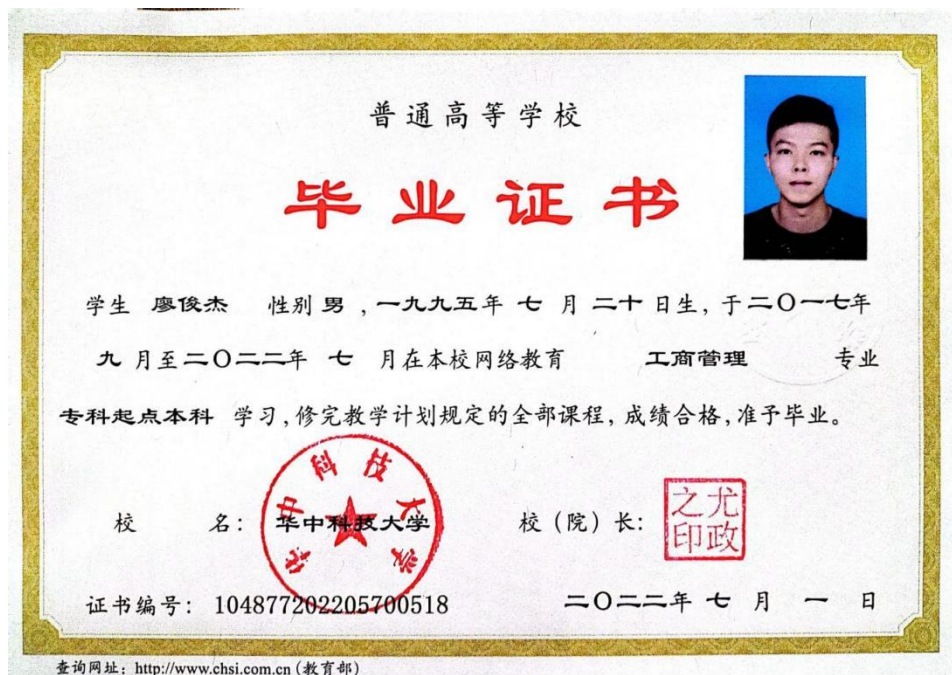 普通高等学校
毕业证书
学生 廖俊杰 性别 男 ，一九九五年 七 月 二十 日生，于二〇一七年
九 月至二〇二二年 七 月在本校网络教育 工商管理 专业
专科起点本科 学习，修完教学计划规定的全部课程，成绩合格，准予毕业。
华中科技大学
校 名：华中科技大学 校（院）长：
尤政之印
证书编号：104877202205700518 二〇二二年 七 月 一 日
查询网址：http://www.chsi.com.cn（教育部）